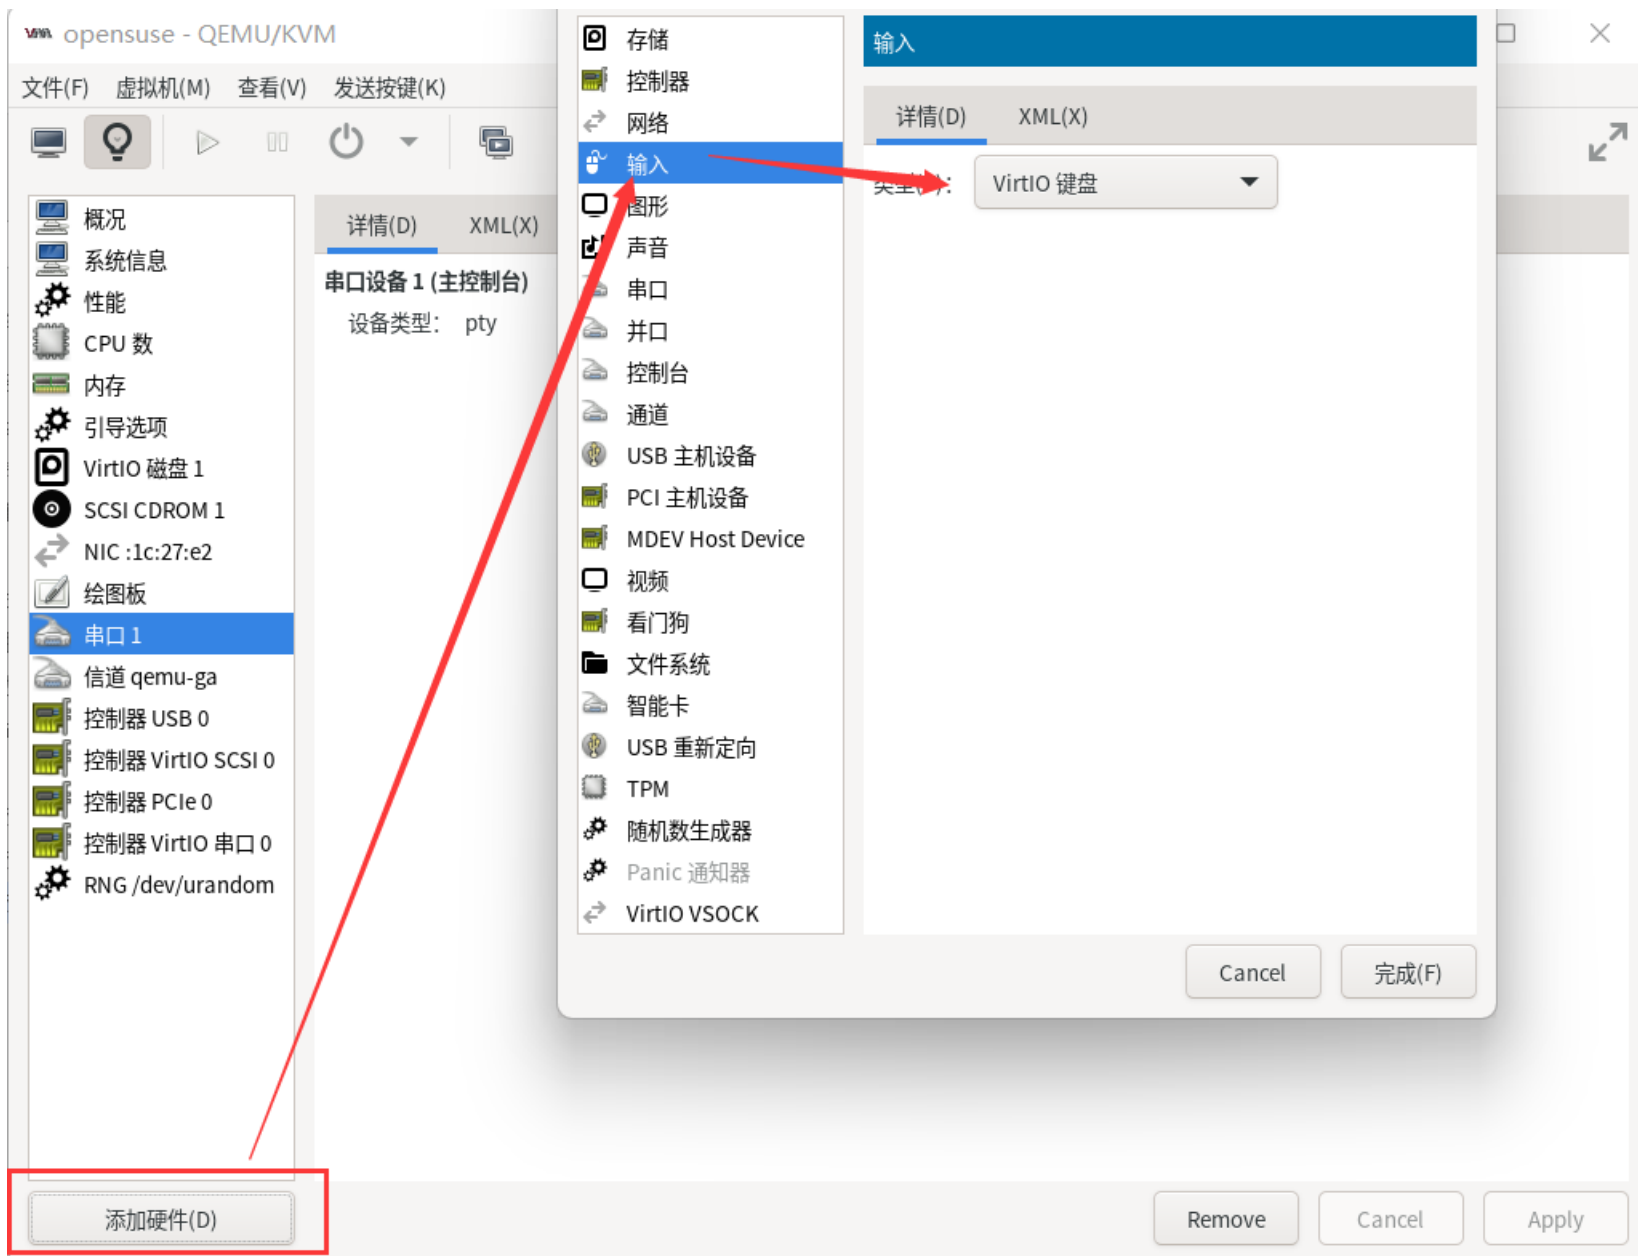 opensuse - QEMU/KVM
文件(F) 虚拟机(M) 查看(V) 发送按键(K)
概况
系统信息
性能
CPU 数
内存
引导选项
VirtIO 磁盘 1
SCSI CDROM 1
NIC :1c:27:e2
绘图板
串口 1
信道 qemu-ga
控制器 USB 0
控制器 VirtIO SCSI 0
控制器 PCIe 0
控制器 VirtIO 串口 0
RNG /dev/urandom
添加硬件(D)
详情(D) XML(X)
串口设备 1 (主控制台)
设备类型： pty
存储
控制器
网络
输入
图形
声音
串口
并口
控制台
通道
USB 主机设备
PCI 主机设备
MDEV Host Device
视频
看门狗
文件系统
智能卡
USB 重新定向
TPM
随机数生成器
Panic 通知器
VirtIO VSOCK
输入
详情(D) XML(X)
类型 VirtIO 键盘
Cancel 完成(F)
Remove Cancel Apply